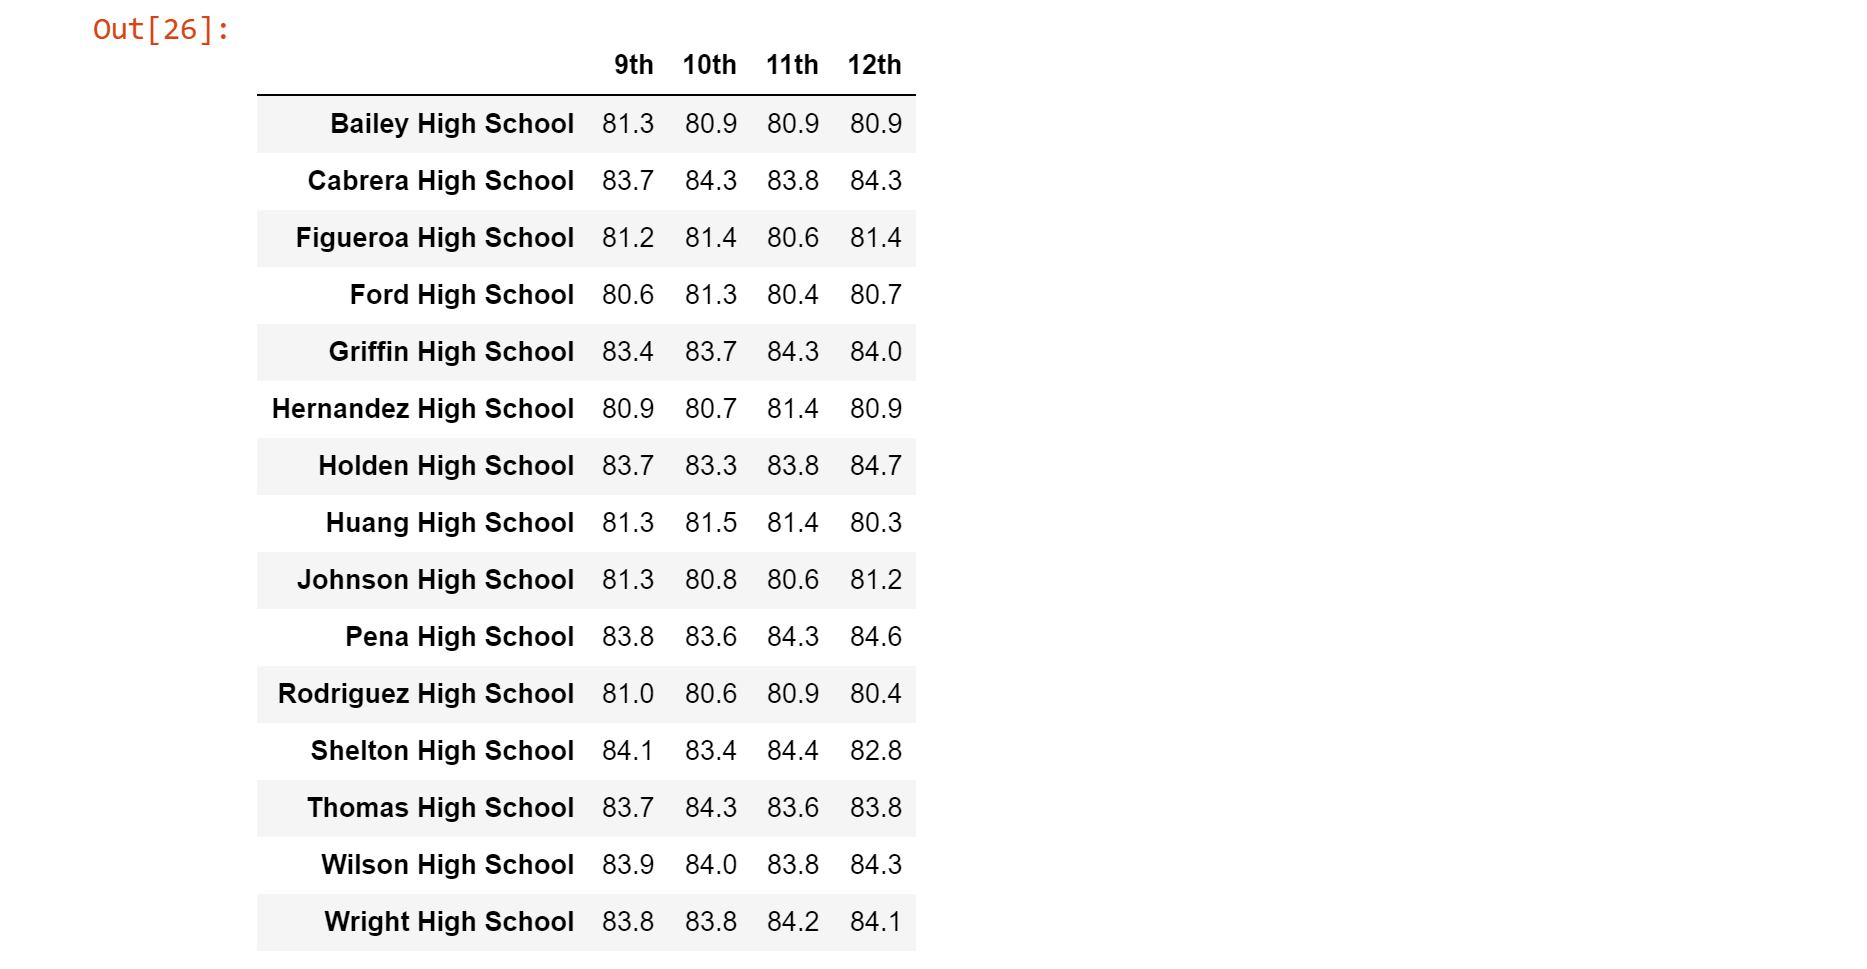 Out[26]:
9th 10th 11th 12th
Bailey High School 81.3 80.9 80.9 80.9
Cabrera High School 83.7 84.3 83.8 84.3
Figueroa High School 81.2 81.4 80.6 81.4
Ford High School 80.6 81.3 80.4 80.7
Griffin High School 83.4 83.7 84.3 84.0
Hernandez High School 80.9 80.7 81.4 80.9
Holden High School 83.7 83.3 83.8 84.7
Huang High School 81.3 81.5 81.4 80.3
Johnson High School 81.3 80.8 80.6 81.2
Pena High School 83.8 83.6 84.3 84.6
Rodriguez High School 81.0 80.6 80.9 80.4
Shelton High School 84.1 83.4 84.4 82.8
Thomas High School 83.7 84.3 83.6 83.8
Wilson High School 83.9 84.0 83.8 84.3
Wright High School 83.8 83.8 84.2 84.1